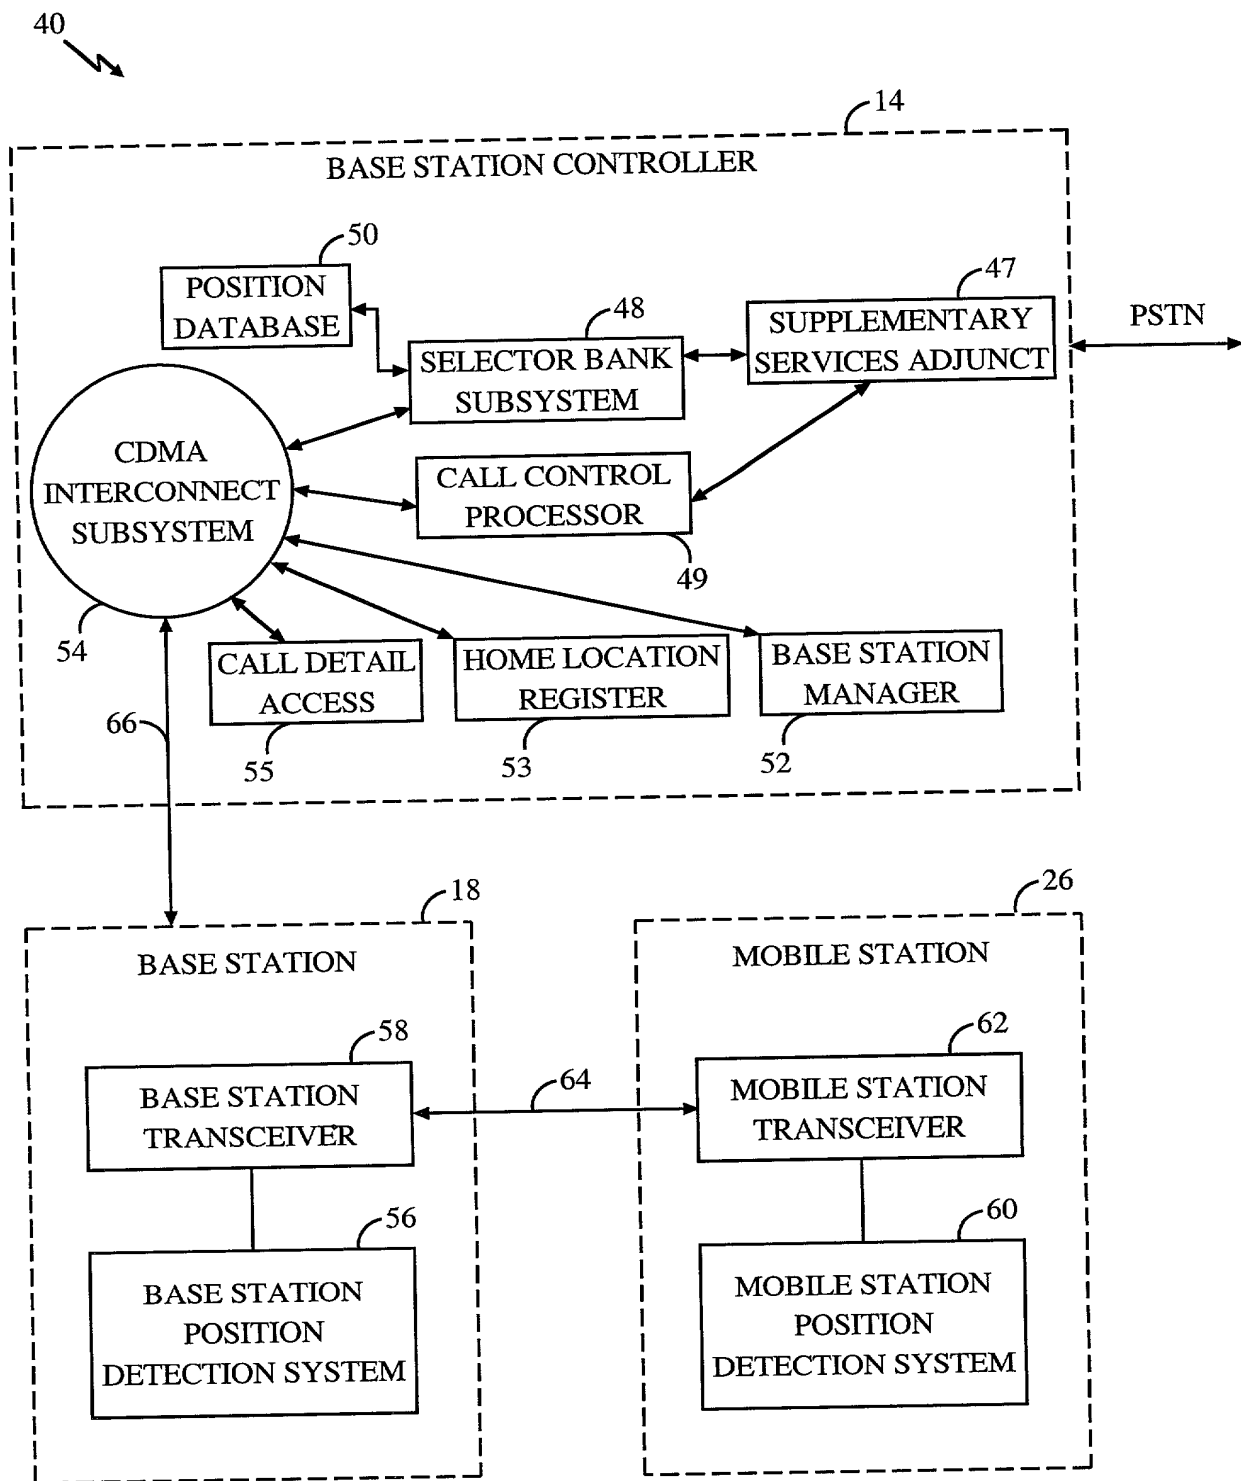 40
14
BASE STATION CONTROLLER
50
POSITION
DATABASE
48
SELECTOR BANK
SUBSYSTEM
47
SUPPLEMENTARY
SERVICES ADJUNCT
PSTN
CDMA
INTERCONNECT
SUBSYSTEM
54
CALL CONTROL
PROCESSOR
49
CALL DETAIL
ACCESS
55
HOME LOCATION
REGISTER
53
BASE STATION
MANAGER
52
66
18
BASE STATION
58
BASE STATION
TRANSCEIVER
56
BASE STATION
POSITION
DETECTION SYSTEM
64
26
MOBILE STATION
62
MOBILE STATION
TRANSCEIVER
60
MOBILE STATION
POSITION
DETECTION SYSTEM